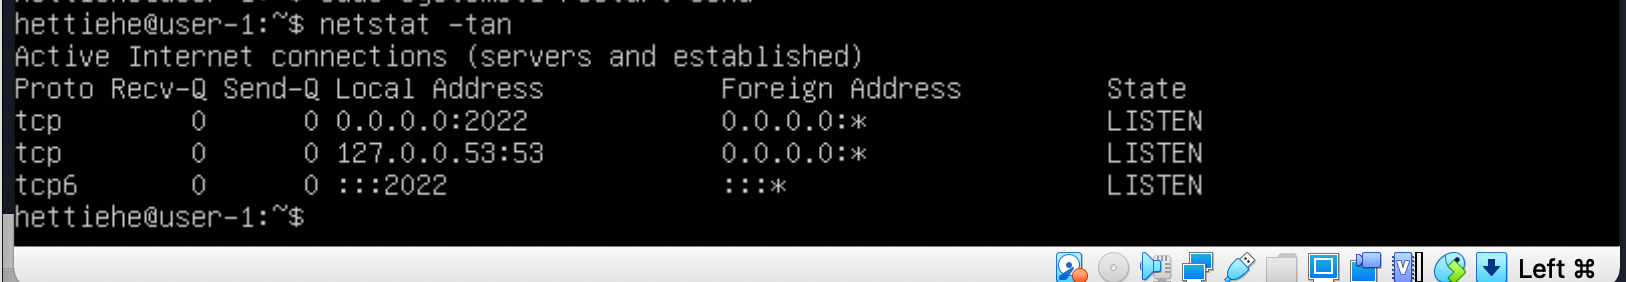 hettiehe@user-1:~$ netstat -tan
Active Internet connections (servers and established)
Proto Recv-Q Send-Q Local Address           Foreign Address         State
tcp        0      0 0.0.0.0:2022            0.0.0.0:*               LISTEN
tcp        0      0 127.0.0.53:53           0.0.0.0:*               LISTEN
tcp6       0      0 :::2022                 :::*                    LISTEN
hettiehe@user-1:~$
V
Left ⌘